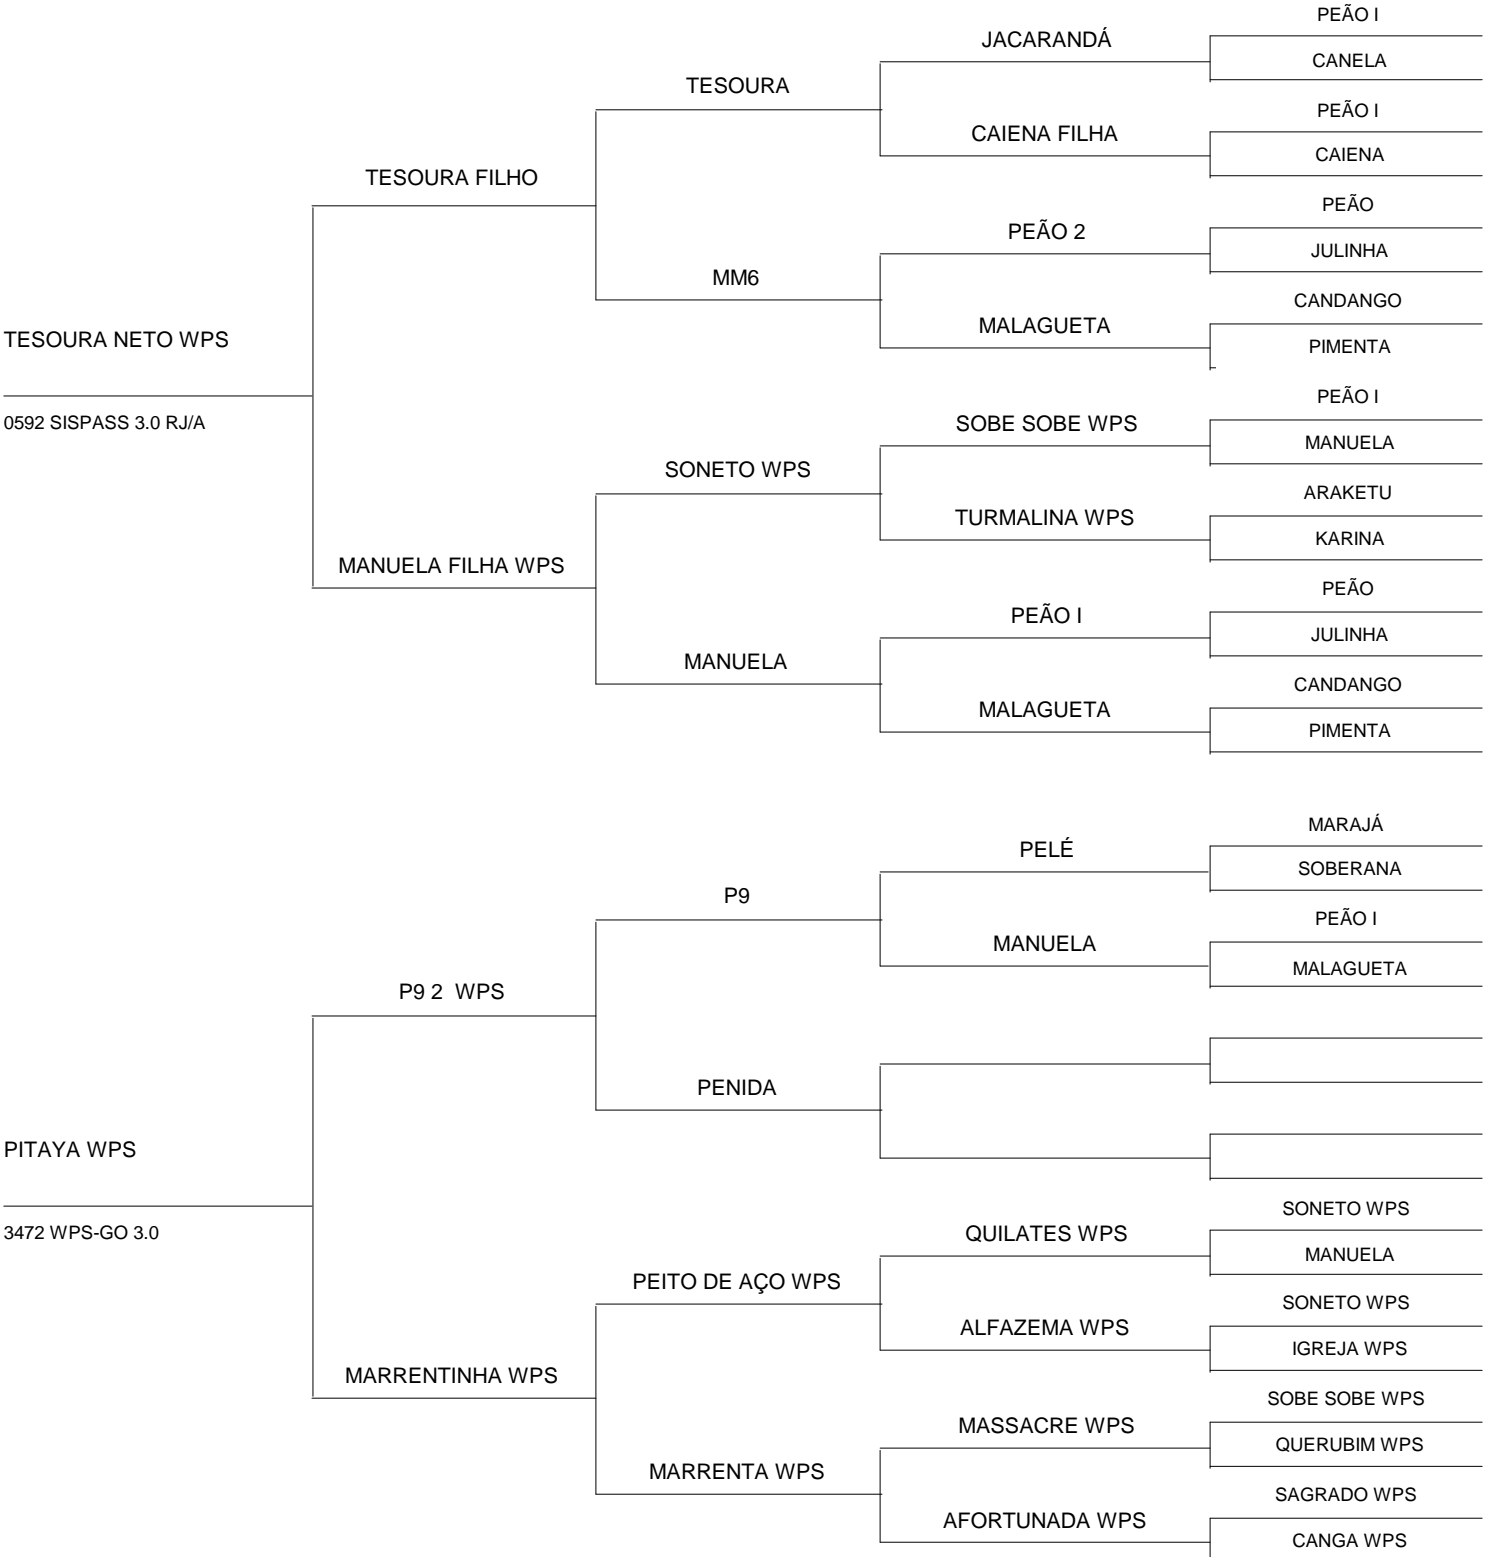 PEÃO I
JACARANDÁ
CANELA
TESOURA
PEÃO I
CAIENA FILHA
CAIENA
TESOURA FILHO
PEÃO
PEÃO 2
JULINHA
MM6
CANDANGO
MALAGUETA
PIMENTA
TESOURA NETO WPS
0592 SISPASS 3.0 RJ/A
PEÃO I
SOBE SOBE WPS
MANUELA
SONETO WPS
ARAKETU
TURMALINA WPS
KARINA
MANUELA FILHA WPS
PEÃO
PEÃO I
JULINHA
MANUELA
CANDANGO
MALAGUETA
PIMENTA
MARAJÁ
PELÉ
SOBERANA
P9
PEÃO I
MANUELA
MALAGUETA
P9 2 WPS
PENIDA
PITAYA WPS
3472 WPS-GO 3.0
SONETO WPS
QUILATES WPS
MANUELA
PEITO DE AÇO WPS
SONETO WPS
ALFAZEMA WPS
IGREJA WPS
MARRENTINHA WPS
SOBE SOBE WPS
MASSACRE WPS
QUERUBIM WPS
MARRENTA WPS
SAGRADO WPS
AFORTUNADA WPS
CANGA WPS